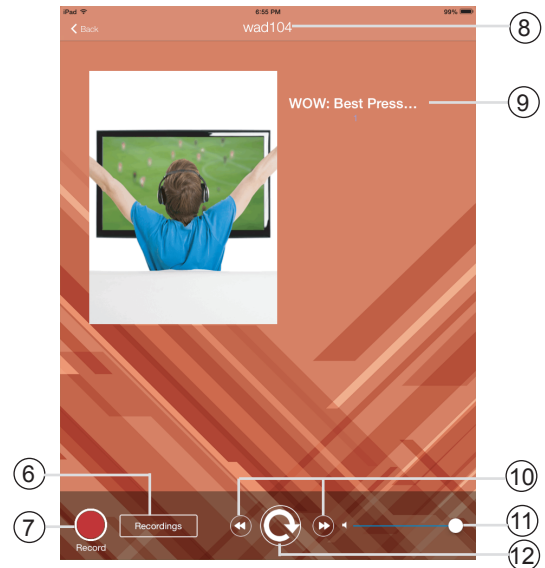 iPad 6:55 PM 99%
Back wad104
8
WOW: Best Press...
9
6
10
7
Recordings
11
Record
12